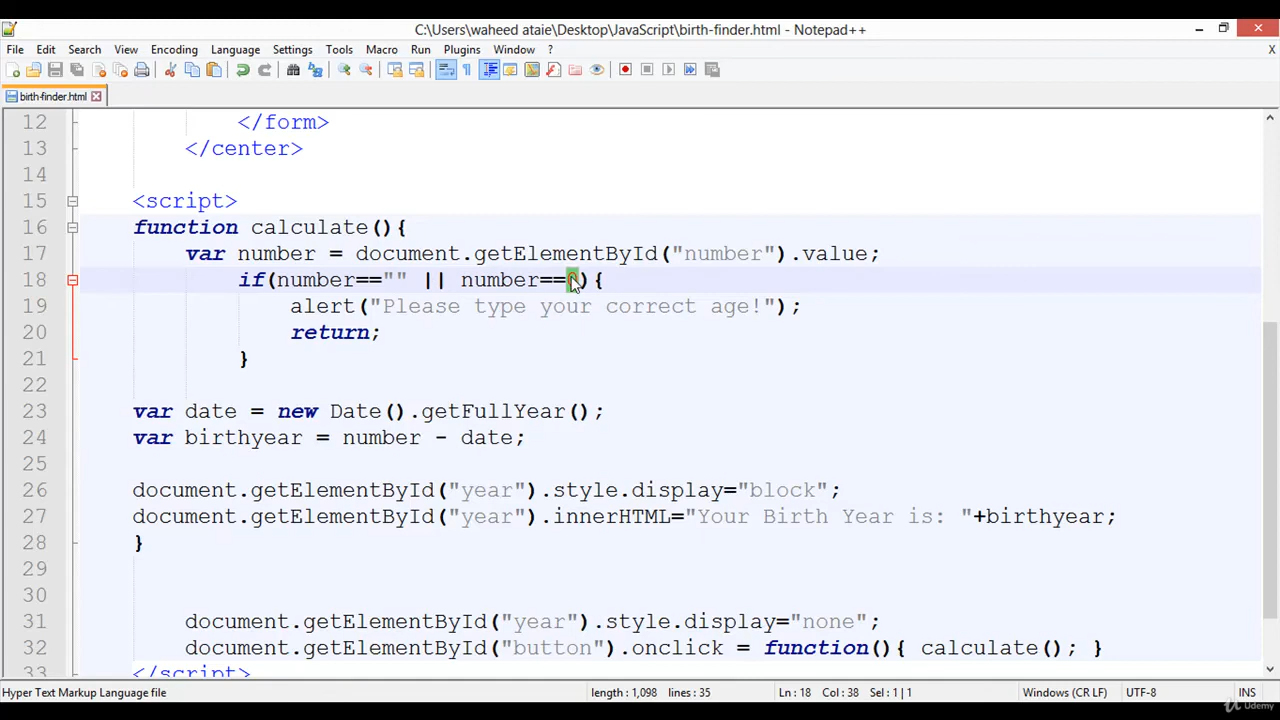 C:\Users\waheed ataie\Desktop\JavaScript\birth-finder.html - Notepad++
File Edit Search View Encoding Language Settings Tools Macro Run Plugins Window ? X
birth-finder.html
12 </form>
13 </center>
14
15 <script>
16 function calculate(){
17 var number = document.getElementById("number").value;
18 if(number=="" || number==0){
19 alert("Please type your correct age!");
20 return;
21 }
22
23 var date = new Date().getFullYear();
24 var birthyear = number - date;
25
26 document.getElementById("year").style.display="block";
27 document.getElementById("year").innerHTML="Your Birth Year is: "+birthyear;
28 }
29
30
31 document.getElementById("year").style.display="none";
32 document.getElementById("button").onclick = function(){ calculate(); }
33 </script>
Hyper Text Markup Language file length : 1,098 lines : 35 Ln : 18 Col : 38 Sel : 1 | 1 Windows (CR LF) UTF-8 INS
Udemy